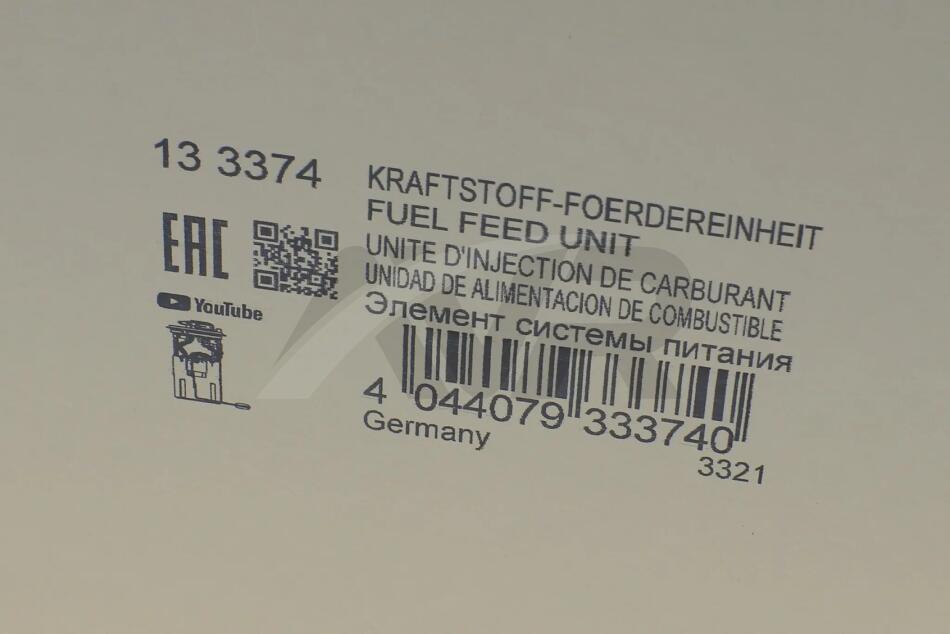 13 3374
KRAFTSTOFF-FOERDEREINHEIT
FUEL FEED UNIT
UNITE D'INJECTION DE CARBURANT
UNIDAD DE ALIMENTACION DE COMBUSTIBLE
Элемент системы питания
EAC
YouTube
4 044079 333740
Germany
3321